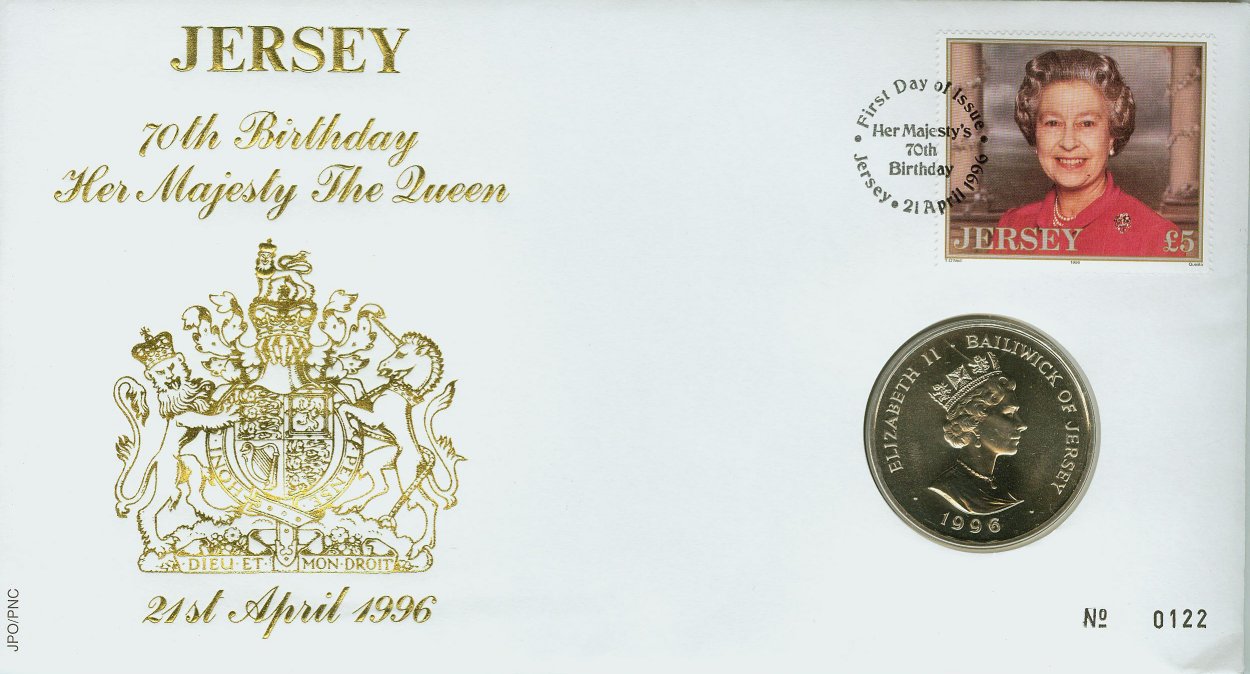 JERSEY
70th Birthday
Her Majesty The Queen
DIEU·ET· MON·DROIT
21st April 1996
JPO/PNC
First Day of Issue
Her Majesty's
70th
Birthday
Jersey • 21 April 1996
JERSEY £5
1996
Questa
ELIZABETH II · BAILIWICK OF JERSEY
1996
Nº 0122